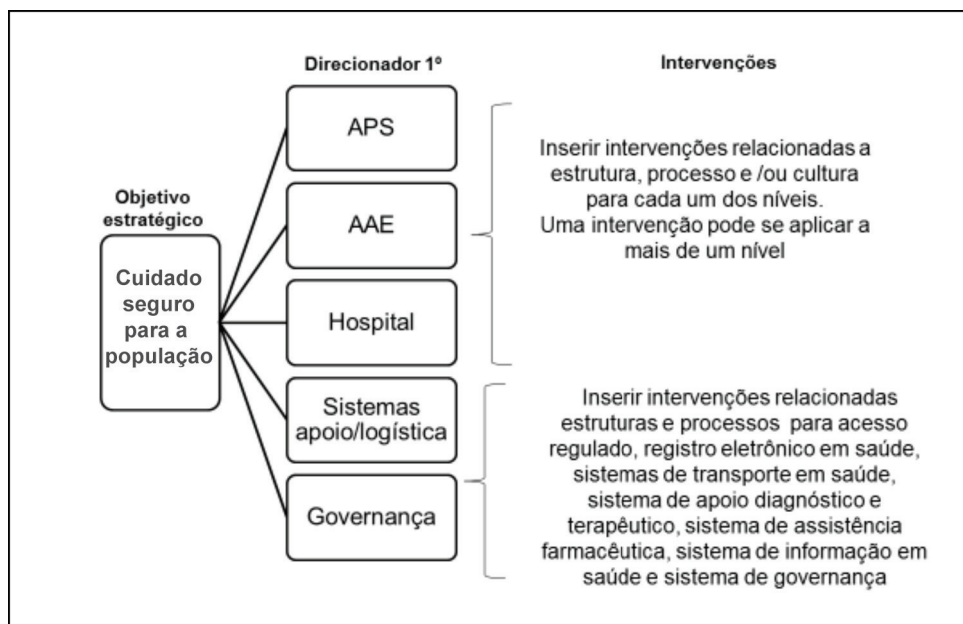 Direcionador 1º
Intervenções
APS
Inserir intervenções relacionadas a
estrutura, processo e /ou cultura
para cada um dos níveis.
Uma intervenção pode se aplicar a
mais de um nível
Objetivo
estratégico
AAE
Cuidado
seguro
para a
população
Hospital
Sistemas
apoio/logística
Governança
Inserir intervenções relacionadas
estruturas e processos para acesso
regulado, registro eletrônico em saúde,
sistemas de transporte em saúde,
sistema de apoio diagnóstico e
terapêutico, sistema de assistência
farmacêutica, sistema de informação em
saúde e sistema de governança